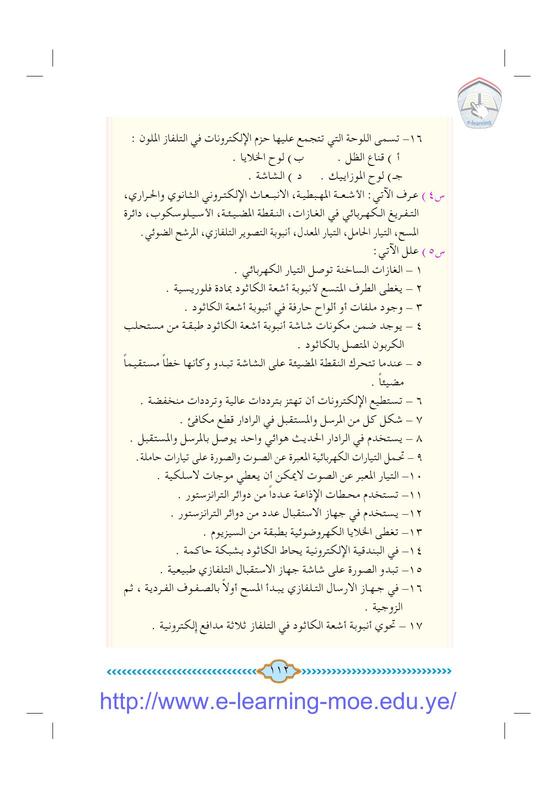 e-learning
١٦– تسمى اللوحة التي تتجمع عليها حزم الإلكترونات في التلفاز الملون :
أ ) قناع الظل . ب ) لوح الخلايا .
جـ) لوح الموزاييك . د ) الشاشة .
س٤ ) عرف الآتي : الأشعة المهبطية، الانبعاث الإلكتروني الثانوي والحراري،
التفريغ الكهربائي في الغازات، النقطة المضيئة، الأسيلوسكوب، دائرة
المسح، التيار الحامل، التيار المعدل، أنبوبة التصوير التلفازي، المرشح الضوئي.
س٥ ) علل الآتي :
١ – الغازات الساخنة توصل التيار الكهربائي .
٢ – يغطى الطرف المتسع لأنبوبة أشعة الكاثود بمادة فلوريسية .
٣ – وجود ملفات أو ألواح حارفة في أنبوبة أشعة الكاثود .
٤ – يوجد ضمن مكونات شاشة أنبوبة أشعة الكاثود طبقة من مستحلب
الكربون المتصل بالكاثود .
٥ – عندما تتحرك النقطة المضيئة على الشاشة تبدو وكأنها خطاً مستقيماً
مضيئاً .
٦ – تستطيع الإلكترونات أن تهتز بترددات عالية وترددات منخفضة .
٧ – شكل كل من المرسل والمستقبل في الرادار قطع مكافئ .
٨ – يستخدم في الرادار الحديث هوائي واحد يوصل بالمرسل والمستقبل .
٩ – تحمل التيارات الكهربائية المعبرة عن الصوت والصورة على تيارات حاملة.
١٠– التيار المعبر عن الصوت لايمكن أن يعطي موجات لاسلكية .
١١– تستخدم محطات الإذاعة عدداً من دوائر الترانزستور .
١٢– يستخدم في جهاز الاستقبال عدد من دوائر الترانزستور .
١٣– تغطى الخلايا الكهروضوئية بطبقة من السيزيوم .
١٤– في البندقية الإلكترونية يحاط الكاثود بشبكة حاكمة .
١٥– تبدو الصورة على شاشة جهاز الاستقبال التلفازي طبيعية .
١٦– في جهاز الارسال التلفازي يبدأ المسح أولاً بالصفوف الفردية ، ثم
الزوجية .
١٧ – تحوي أنبوبة أشعة الكاثود في التلفاز ثلاثة مدافع إلكترونية .
١١٢
http://www.e-learning-moe.edu.ye/